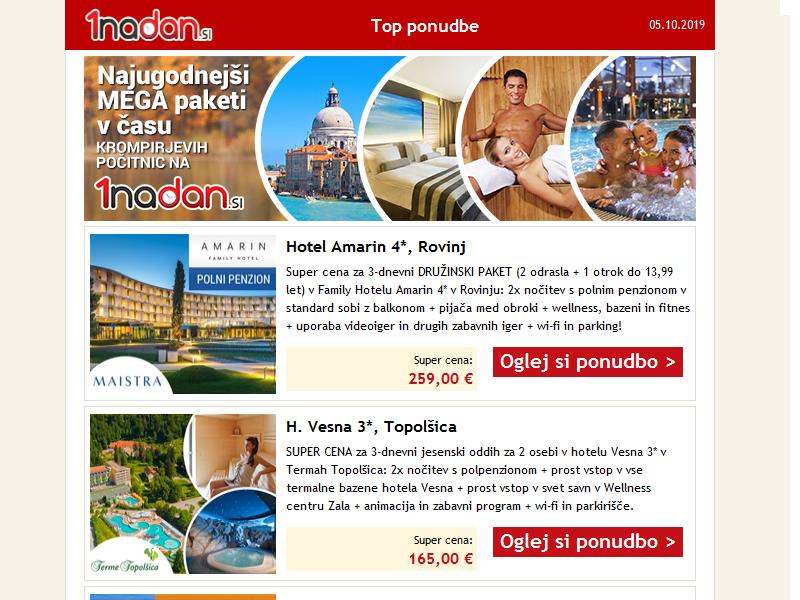 1nadan.si
Top ponudbe
05.10.2019
Najugodnejši
MEGA paketi
v času
KROMPIRJEVIH
POČITNIC NA
1nadan.si
AMARIN
FAMILY HOTEL
POLNI PENZION
MAISTRA
Hotel Amarin 4*, Rovinj
Super cena za 3-dnevni DRUŽINSKI PAKET (2 odrasla + 1 otrok do 13,99
let) v Family Hotelu Amarin 4* v Rovinju: 2x nočitev s polnim penzionom v
standard sobi z balkonom + pijača med obroki + wellness, bazeni in fitnes
+ uporaba videoiger in drugih zabavnih iger + wi-fi in parking!
Super cena:
259,00 €
Oglej si ponudbo >
Terme Topolšica
H. Vesna 3*, Topolšica
SUPER CENA za 3-dnevni jesenski oddih za 2 osebi v hotelu Vesna 3* v
Termah Topolšica: 2x nočitev s polpenzionom + prost vstop v vse
termalne bazene hotela Vesna + prost vstop v svet savn v Wellness
centru Zala + animacija in zabavni program + wi-fi in parkirišče.
Super cena:
165,00 €
Oglej si ponudbo >